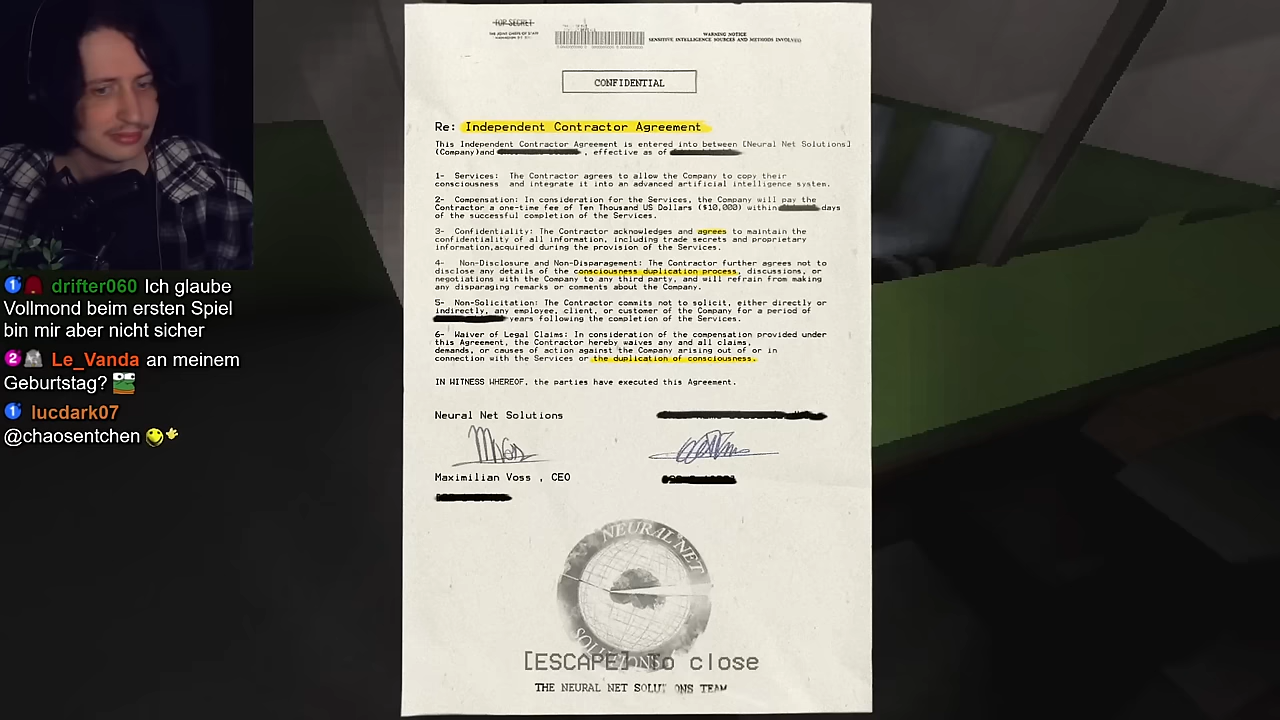 TOP SECRET
THE JOINT CHIEFS OF STAFF
WARNING NOTICE
SENSITIVE INTELLIGENCE SOURCES AND METHODS INVOLVED
CONFIDENTIAL
Re: Independent Contractor Agreement
This Independent Contractor Agreement is entered into between [Neural Net Solutions]
(Company)and , effective as of
1- Services: The Contractor agrees to allow the Company to copy their
consciousness and integrate it into an advanced artificial intelligence system.
2- Compensation: In consideration for the Services, the Company will pay the
Contractor a one-time fee of Ten Thousand US Dollars ($10,000) within days
of the successful completion of the Services.
3- Confidentiality: The Contractor acknowledges and agrees to maintain the
confidentiality of all information, including trade secrets and proprietary
information,acquired during the provision of the Services.
4- Non-Disclosure and Non-Disparagement: The Contractor further agrees not to
disclose any details of the consciousness duplication process, discussions, or
negotiations with the Company to any third party, and will refrain from making
any disparaging remarks or comments about the Company.
5- Non-Solicitation: The Contractor commits not to solicit, either directly or
indirectly, any employee, client, or customer of the Company for a period of
years following the completion of the Services.
6- Waiver of Legal Claims: In consideration of the compensation provided under
this Agreement, the Contractor hereby waives any and all claims,
demands, or causes of action against the Company arising out of or in
connection with the Services or the duplication of consciousness.
IN WITNESS WHEREOF, the parties have executed this Agreement.
Neural Net Solutions
Maximilian Voss , CEO
NEURAL NET
SOLUTIONS
[ESCAPE] To close
THE NEURAL NET SOLUTIONS TEAM
1 drifter060 Ich glaube
Vollmond beim ersten Spiel
bin mir aber nicht sicher
2 Le_Vanda an meinem
Geburtstag?
1 lucdark07
@chaosentchen